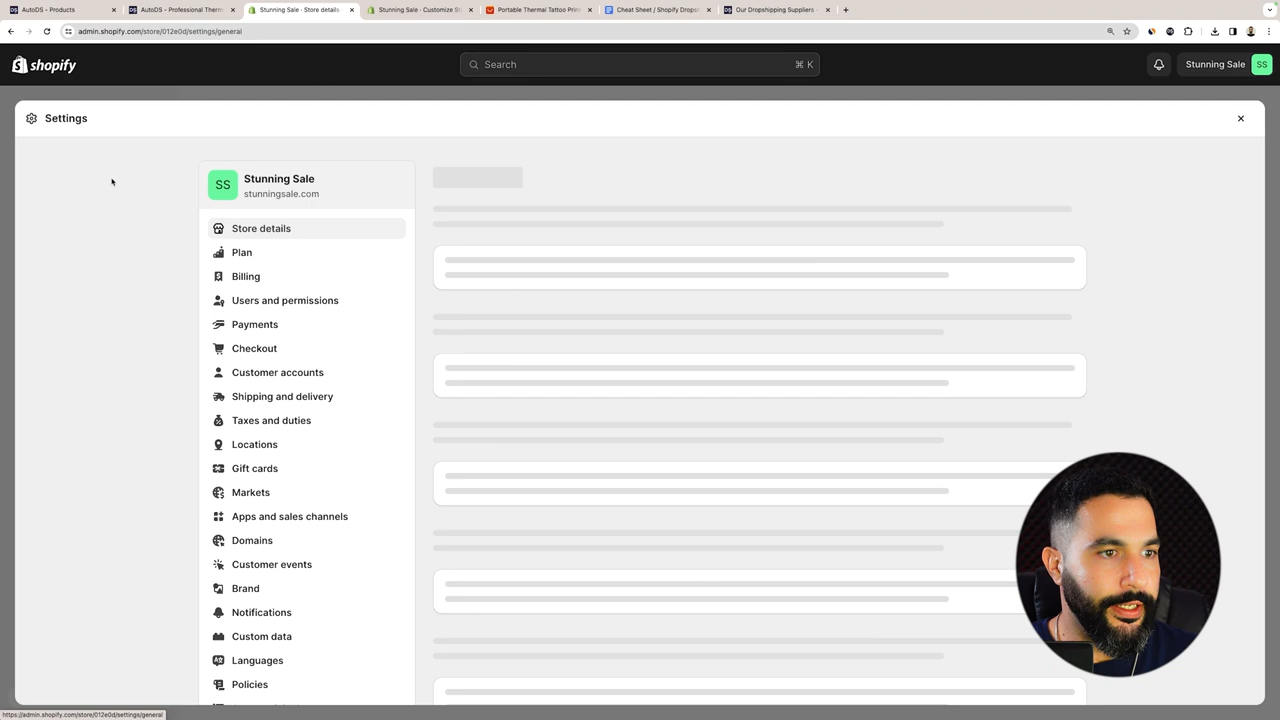 AutoDS - Products
AutoDS - Professional Therm
Stunning Sale · Store details
Stunning Sale · Customize St
Portable Thermal Tattoo Prin
Cheat Sheet / Shopify Drops
Our Dropshipping Suppliers -
admin.shopify.com/store/012e0d/settings/general
shopify
Search
⌘ K
Stunning Sale
SS
Settings
SS
Stunning Sale
stunningsale.com
Store details
Plan
Billing
Users and permissions
Payments
Checkout
Customer accounts
Shipping and delivery
Taxes and duties
Locations
Gift cards
Markets
Apps and sales channels
Domains
Customer events
Brand
Notifications
Custom data
Languages
Policies
https://admin.shopify.com/store/012e0d/settings/general